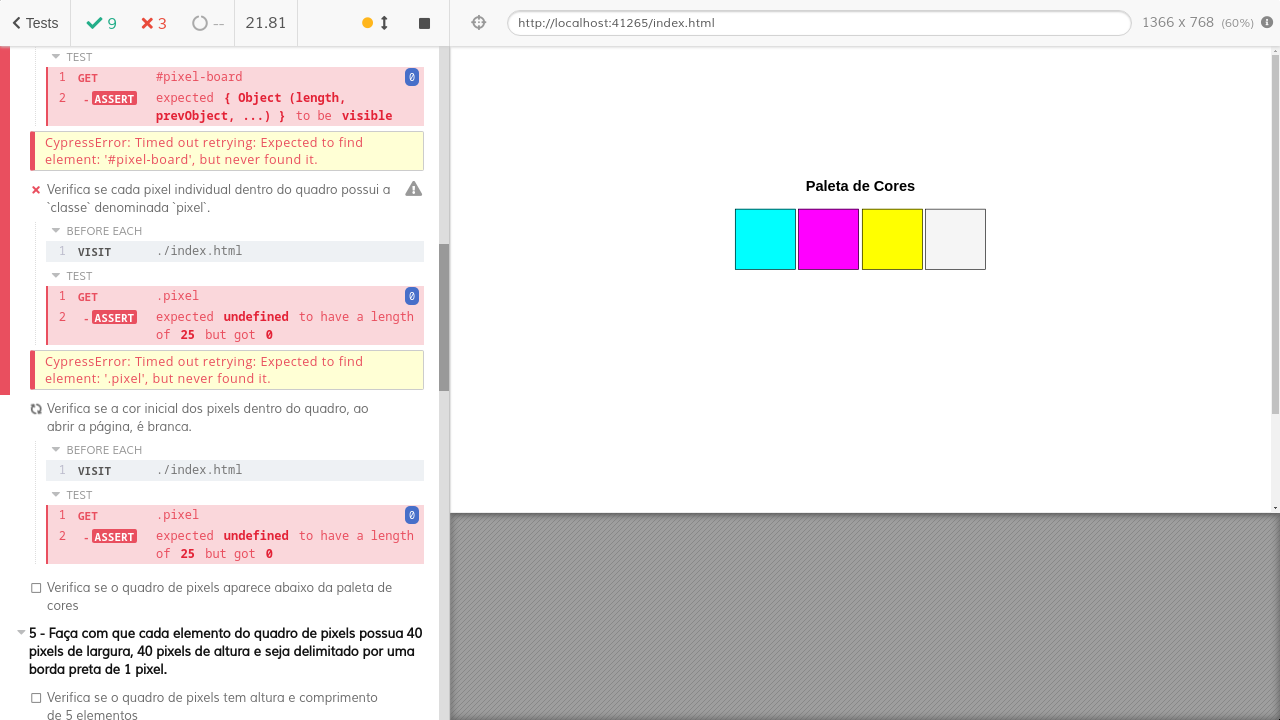 Tests
9
3
--
21.81
http://localhost:41265/index.html
1366 x 768 (60%)
TEST
1 GET #pixel-board 0
2 -ASSERT expected { Object (length,
prevObject, ...) } to be visible
CypressError: Timed out retrying: Expected to find
element: '#pixel-board', but never found it.
Verifica se cada pixel individual dentro do quadro possui a
`classe` denominada `pixel`.
BEFORE EACH
1 VISIT ./index.html
TEST
1 GET .pixel 0
2 -ASSERT expected undefined to have a length
of 25 but got 0
CypressError: Timed out retrying: Expected to find
element: '.pixel', but never found it.
Verifica se a cor inicial dos pixels dentro do quadro, ao
abrir a página, é branca.
BEFORE EACH
1 VISIT ./index.html
TEST
1 GET .pixel 0
2 -ASSERT expected undefined to have a length
of 25 but got 0
Verifica se o quadro de pixels aparece abaixo da paleta de
cores
5 - Faça com que cada elemento do quadro de pixels possua 40
pixels de largura, 40 pixels de altura e seja delimitado por uma
borda preta de 1 pixel.
Verifica se o quadro de pixels tem altura e comprimento
de 5 elementos
Paleta de Cores